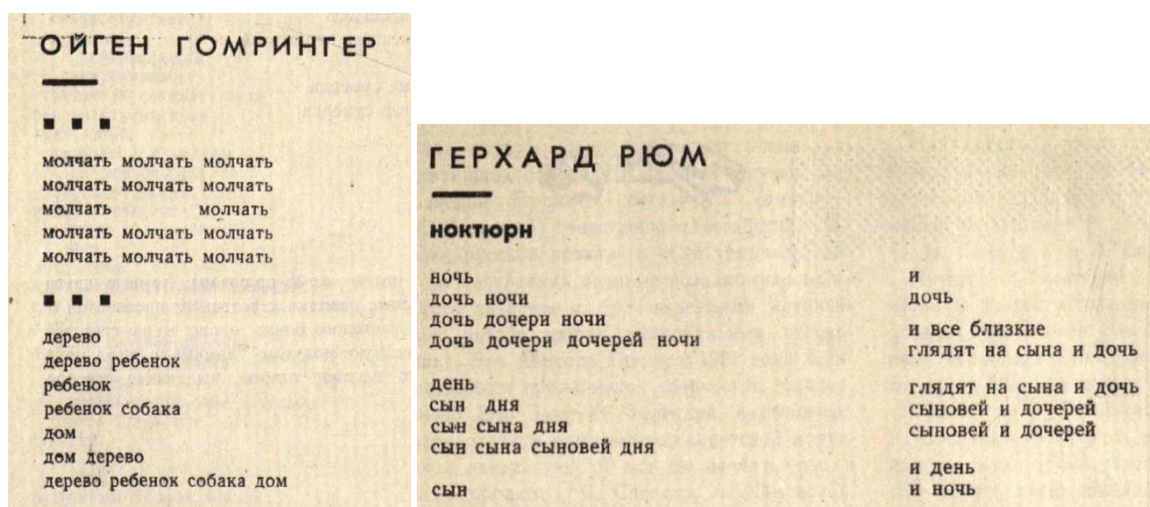 ОЙГЕН ГОМРИНГЕР
■ ■ ■
молчать молчать молчать
молчать молчать молчать
молчать молчать
молчать молчать молчать
молчать молчать молчать
■ ■ ■
дерево
дерево ребенок
ребенок
ребенок собака
дом
дом дерево
дерево ребенок собака дом
ГЕРХАРД РЮМ
ноктюрн
ночь
дочь ночи
дочь дочери ночи
дочь дочери дочерей ночи
день
сын дня
сын сына дня
сын сына сыновей дня
сын
и
дочь
и все близкие
глядят на сына и дочь
глядят на сына и дочь
сыновей и дочерей
сыновей и дочерей
и день
и ночь